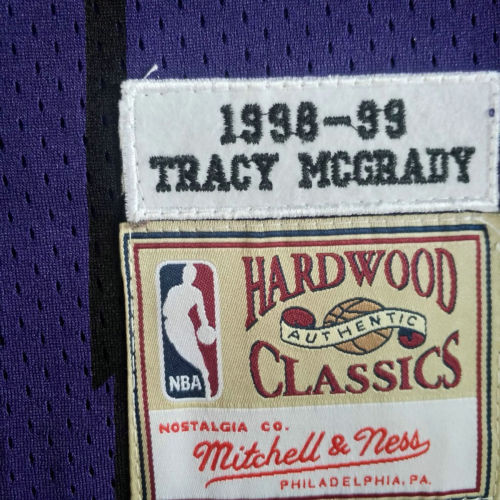 1998-99
TRACY MCGRADY
HARDWOOD
AUTHENTIC
CLASSICS
NBA
NOSTALGIA CO.
Mitchell & Ness
PHILADELPHIA, PA.